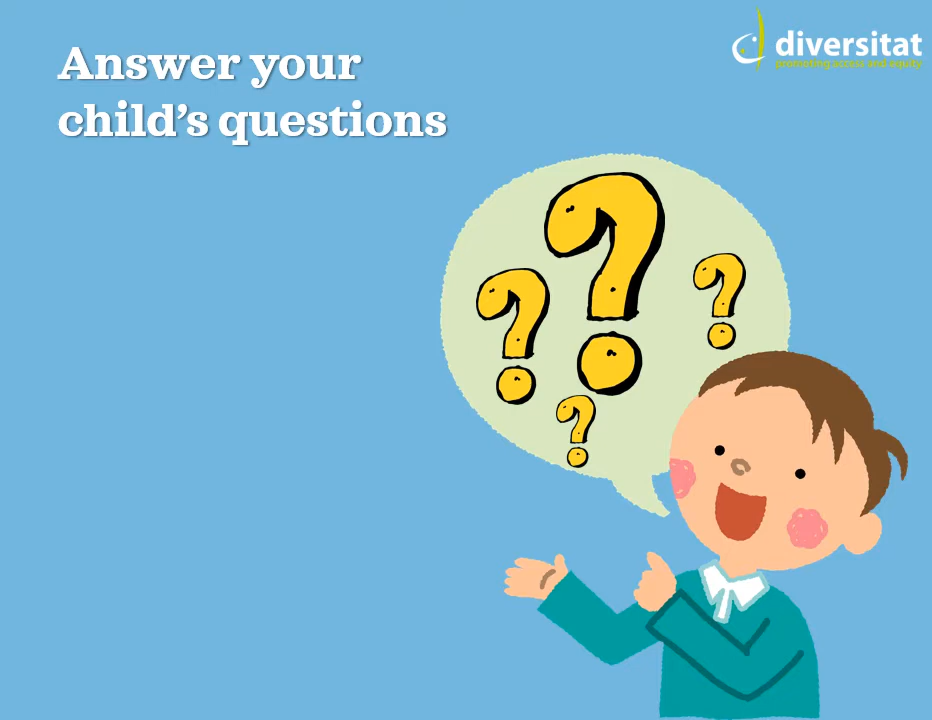 Answer your
child's questions
diversitat
promoting access and equity
? ? ? ?